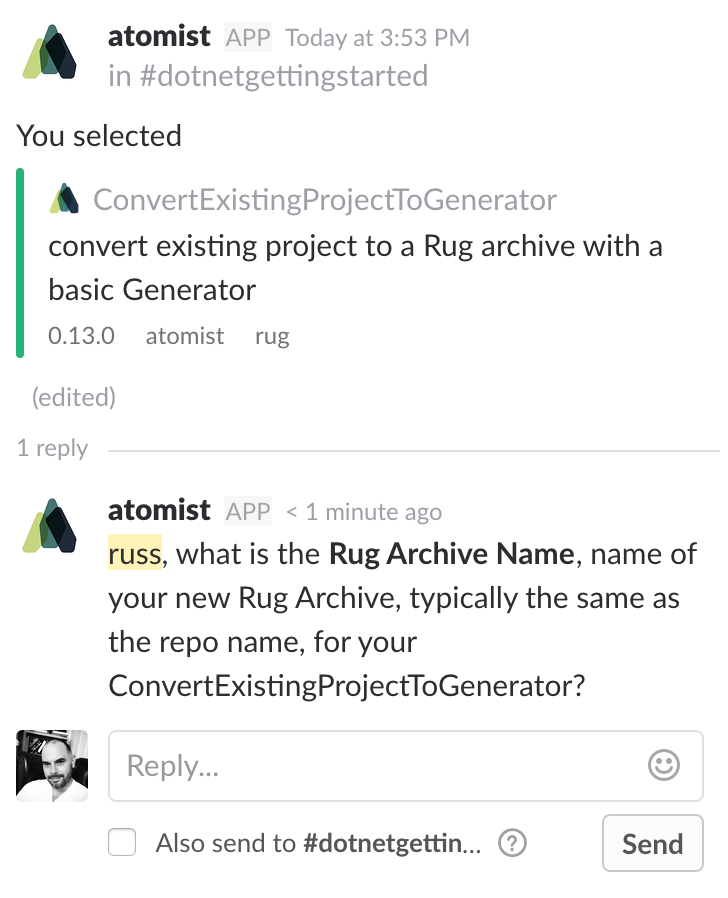 atomist APP Today at 3:53 PM
in #dotnetgettingstarted
You selected
ConvertExistingProjectToGenerator
convert existing project to a Rug archive with a
basic Generator
0.13.0 atomist rug
(edited)
1 reply
atomist APP < 1 minute ago
russ, what is the Rug Archive Name, name of
your new Rug Archive, typically the same as
the repo name, for your
ConvertExistingProjectToGenerator?
Reply...
Also send to #dotnetgettin... ?
Send